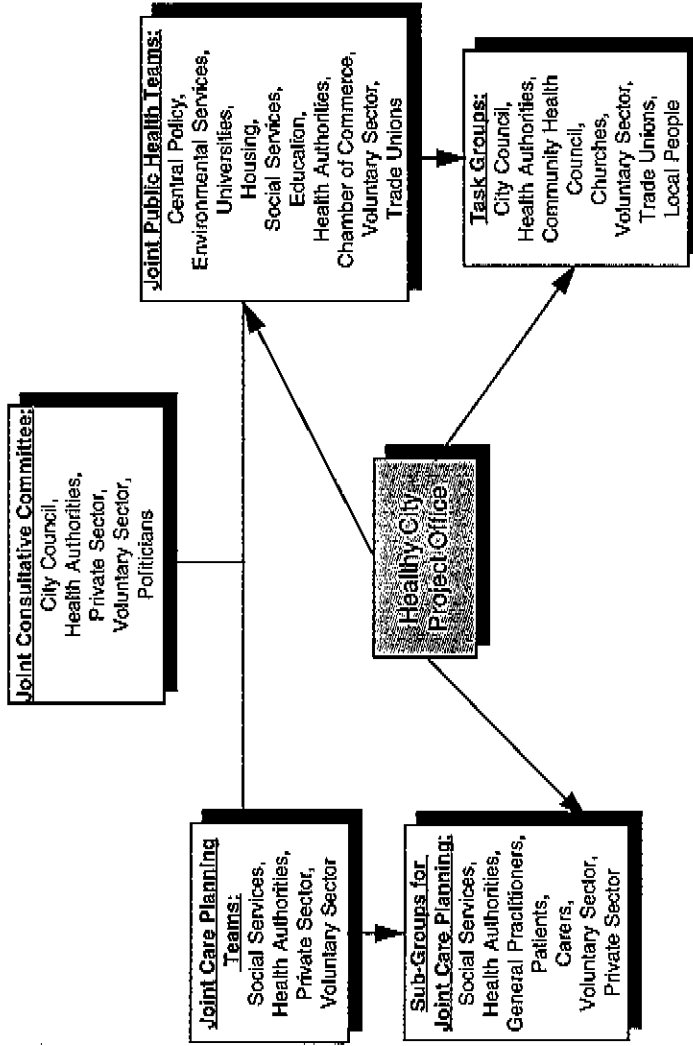 Joint Consultative Committee:
City Council,
Health Authorities,
Private Sector,
Voluntary Sector,
Politicians
Joint Care Planning
Teams:
Social Services,
Health Authorities,
Private Sector,
Voluntary Sector
Joint Public Health Teams:
Central Policy,
Environmental Services,
Universities,
Housing,
Social Services,
Education,
Health Authorities,
Chamber of Commerce,
Voluntary Sector,
Trade Unions
Healthy City
Project Office
Sub-Groups for
Joint Care Planning:
Social Services,
Health Authorities,
General Practitioners,
Patients,
Carers,
Voluntary Sector,
Private Sector
Task Groups:
City Council,
Health Authorities,
Community Health
Council,
Churches,
Voluntary Sector,
Trade Unions,
Local People